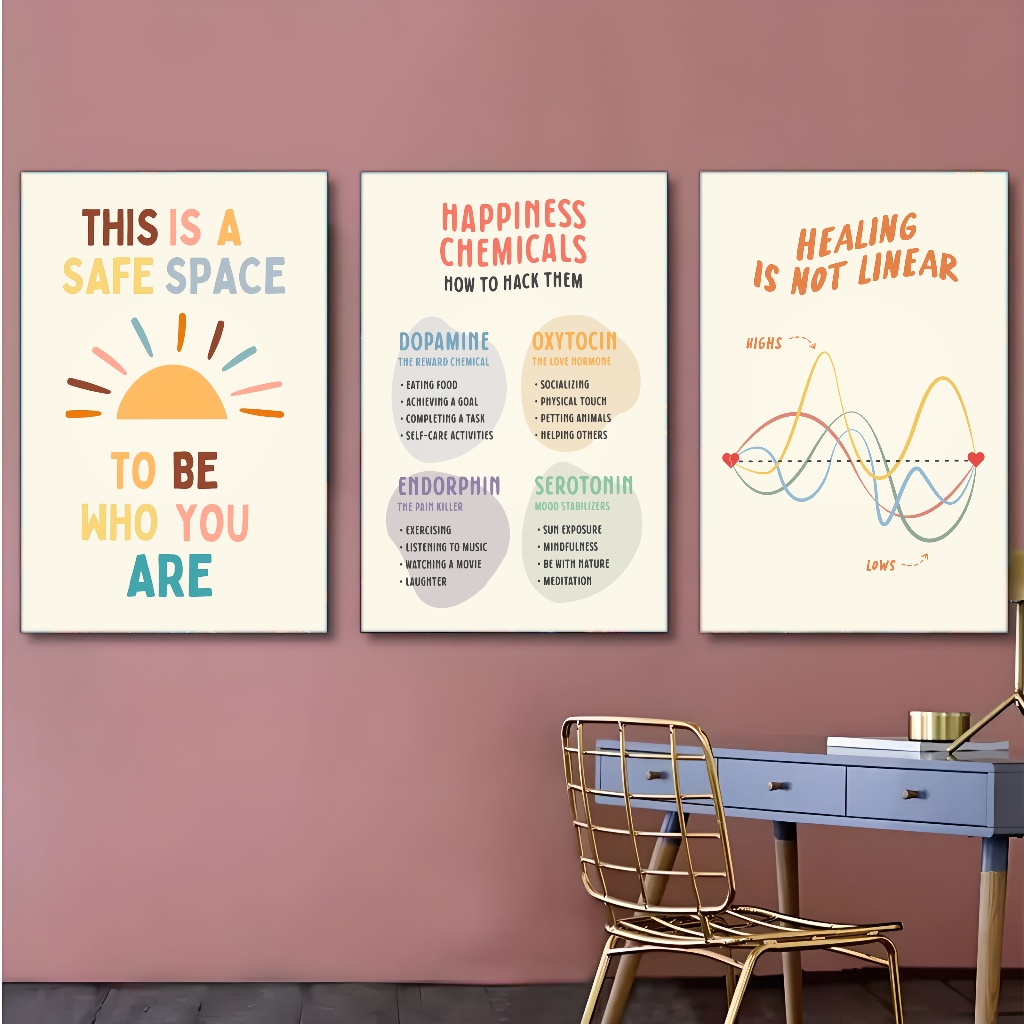 THIS IS A
SAFE SPACE
TO BE
WHO YOU
ARE
HAPPINESS
CHEMICALS
HOW TO HACK THEM
DOPAMINE
THE REWARD CHEMICAL
• EATING FOOD
• ACHIEVING A GOAL
• COMPLETING A TASK
• SELF-CARE ACTIVITIES
OXYTOCIN
THE LOVE HORMONE
• SOCIALIZING
• PHYSICAL TOUCH
• PETTING ANIMALS
• HELPING OTHERS
ENDORPHIN
THE PAIN KILLER
• EXERCISING
• LISTENING TO MUSIC
• WATCHING A MOVIE
• LAUGHTER
SEROTONIN
MOOD STABILIZERS
• SUN EXPOSURE
• MINDFULNESS
• BE WITH NATURE
• MEDITATION
HEALING
IS NOT LINEAR
HIGHS
LOWS